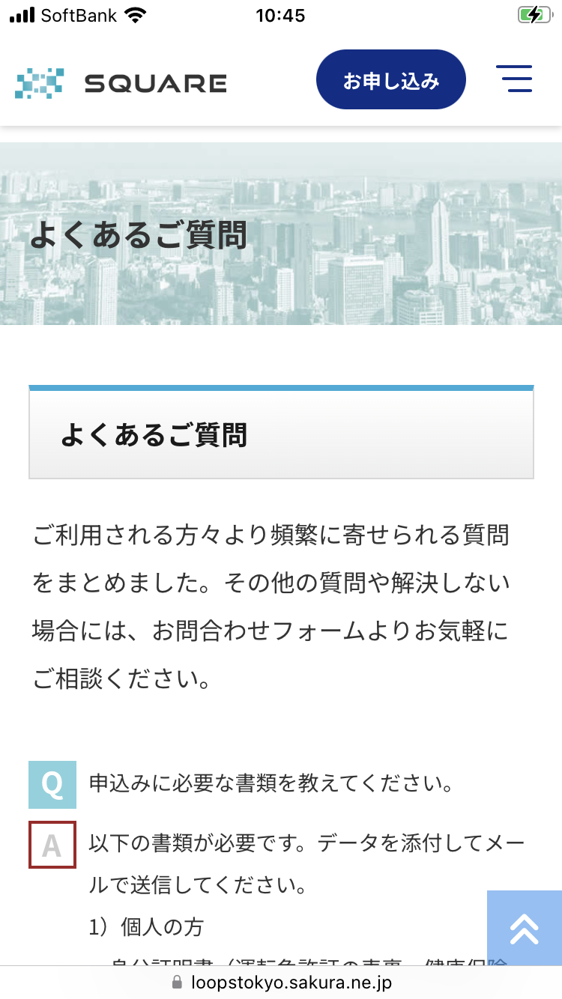 SoftBank
10:45
SQUARE
お申し込み
よくあるご質問
よくあるご質問
ご利用される方々より頻繁に寄せられる質問
をまとめました。その他の質問や解決しない
場合には、お問合わせフォームよりお気軽に
ご相談ください。
Q 申込みに必要な書類を教えてください。
A 以下の書類が必要です。データを添付してメー
ルで送信してください。
1）個人の方
loopstokyo.sakura.ne.jp